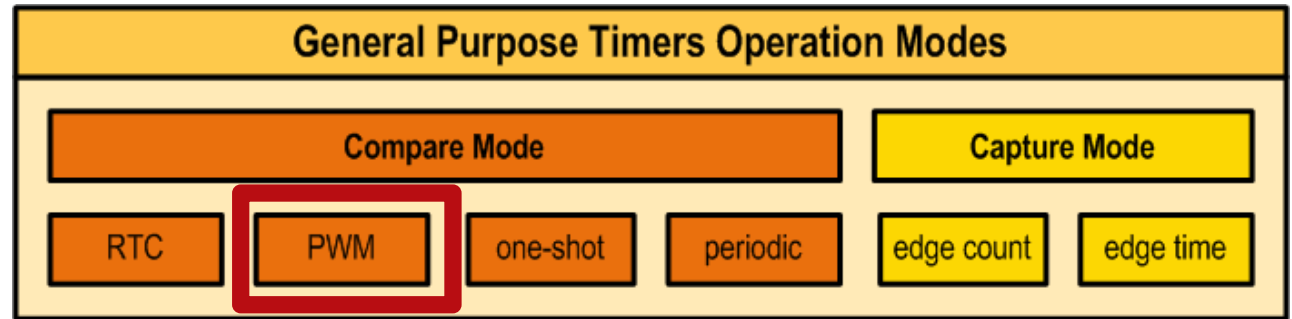 General Purpose Timers Operation Modes
Compare Mode Capture Mode
RTC PWM one-shot periodic edge count edge time